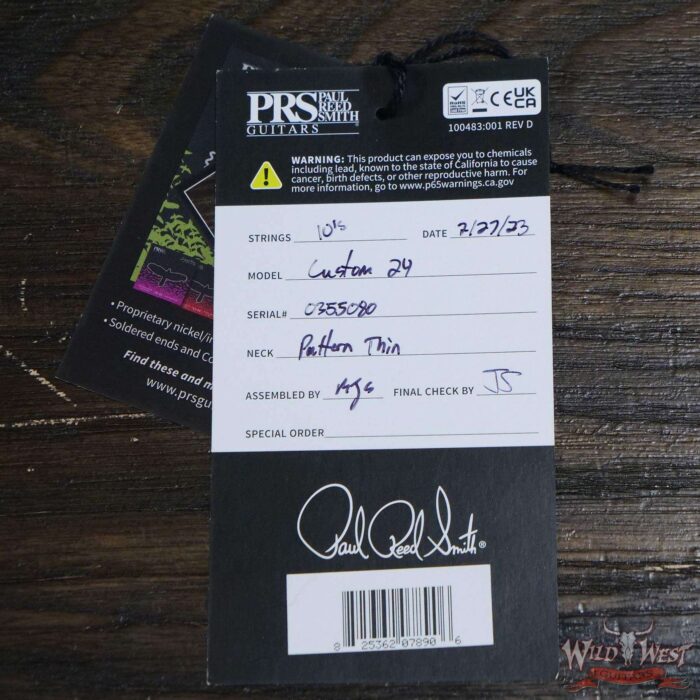 PRS PAUL REED SMITH
GUITARS
RoHS
CE UK CA
100483:001 REV D
WARNING: This product can expose you to chemicals
including lead, known to the state of California to cause
cancer, birth defects, or other reproductive harm. For
more information, go to www.p65warnings.ca.gov
STRINGS 10's DATE 2/27/23
MODEL Custom 24
SERIAL# 0355080
NECK Pattern Thin
ASSEMBLED BY FINAL CHECK BY JS
SPECIAL ORDER
Paul Reed Smith®
8 25362 07890 6
• Proprietary nickel/
• Soldered ends and
Find these and
www.prsgu
WILD WEST
GUITARS